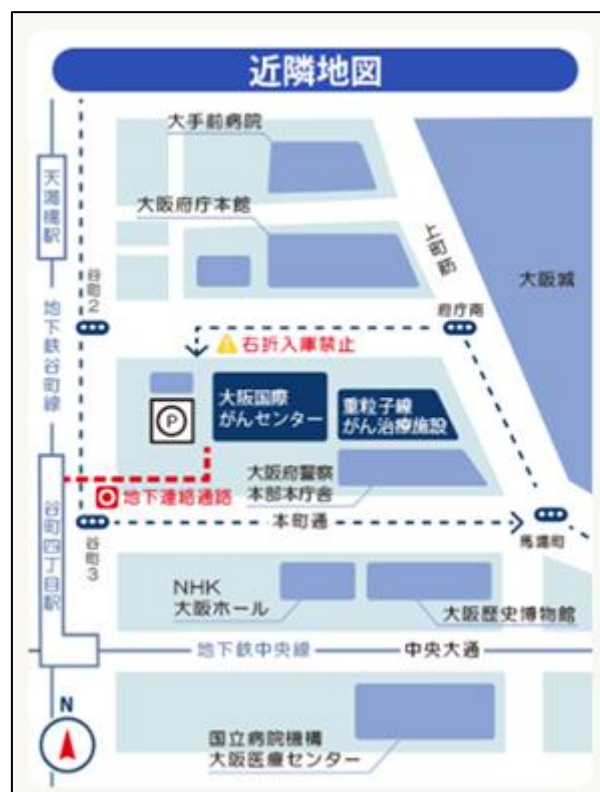 近隣地図
大手前病院
大阪府庁本館
天満橋駅
谷町2
上町筋
大阪城
府庁南
地下鉄谷町線
右折入庫禁止
大阪国際
がんセンター
重粒子線
がん治療施設
P
大阪府警察
本部本庁舎
地下連絡通路
本町通
谷町四丁目駅
谷町3
馬場町
NHK
大阪ホール
大阪歴史博物館
地下鉄中央線
中央大通
N
国立病院機構
大阪医療センター